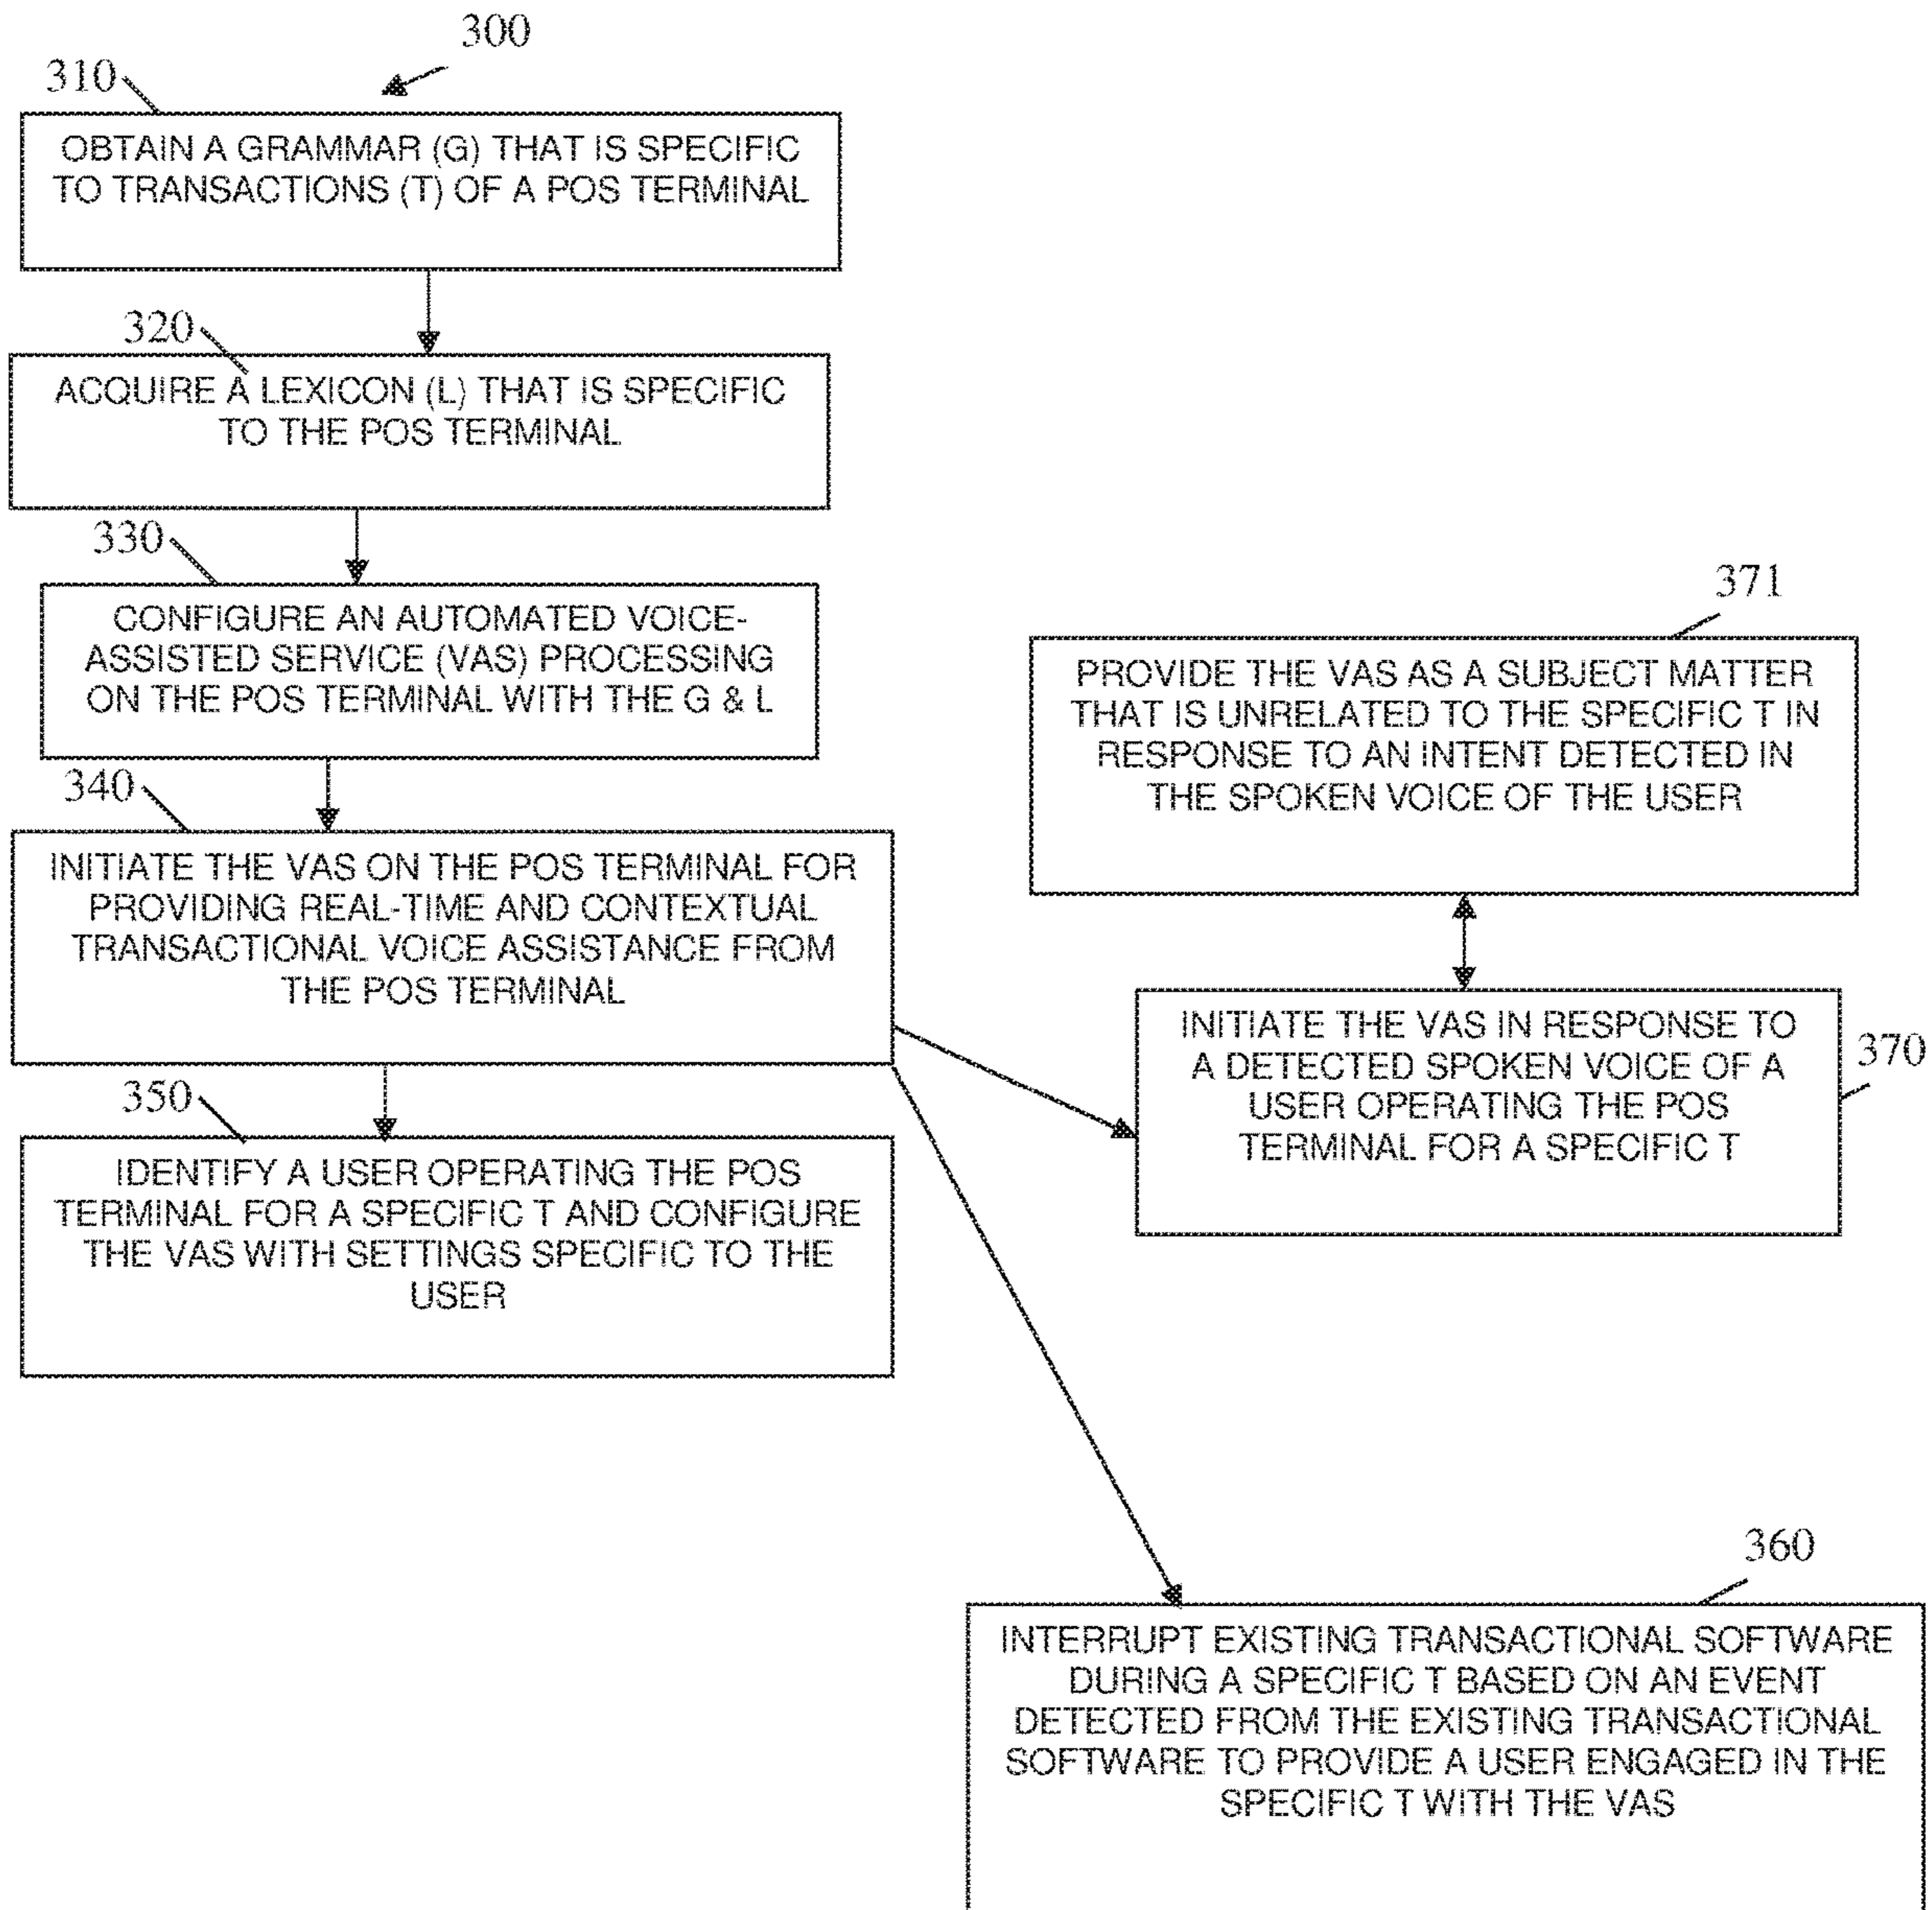 300
310
OBTAIN A GRAMMAR (G) THAT IS SPECIFIC
TO TRANSACTIONS (T) OF A POS TERMINAL
320
ACQUIRE A LEXICON (L) THAT IS SPECIFIC
TO THE POS TERMINAL
330
CONFIGURE AN AUTOMATED VOICE-
ASSISTED SERVICE (VAS) PROCESSING
ON THE POS TERMINAL WITH THE G & L
340
INITIATE THE VAS ON THE POS TERMINAL FOR
PROVIDING REAL-TIME AND CONTEXTUAL
TRANSACTIONAL VOICE ASSISTANCE FROM
THE POS TERMINAL
350
IDENTIFY A USER OPERATING THE POS
TERMINAL FOR A SPECIFIC T AND CONFIGURE
THE VAS WITH SETTINGS SPECIFIC TO THE
USER
371
PROVIDE THE VAS AS A SUBJECT MATTER
THAT IS UNRELATED TO THE SPECIFIC T IN
RESPONSE TO AN INTENT DETECTED IN
THE SPOKEN VOICE OF THE USER
370
INITIATE THE VAS IN RESPONSE TO
A DETECTED SPOKEN VOICE OF A
USER OPERATING THE POS
TERMINAL FOR A SPECIFIC T
360
INTERRUPT EXISTING TRANSACTIONAL SOFTWARE
DURING A SPECIFIC T BASED ON AN EVENT
DETECTED FROM THE EXISTING TRANSACTIONAL
SOFTWARE TO PROVIDE A USER ENGAGED IN THE
SPECIFIC T WITH THE VAS